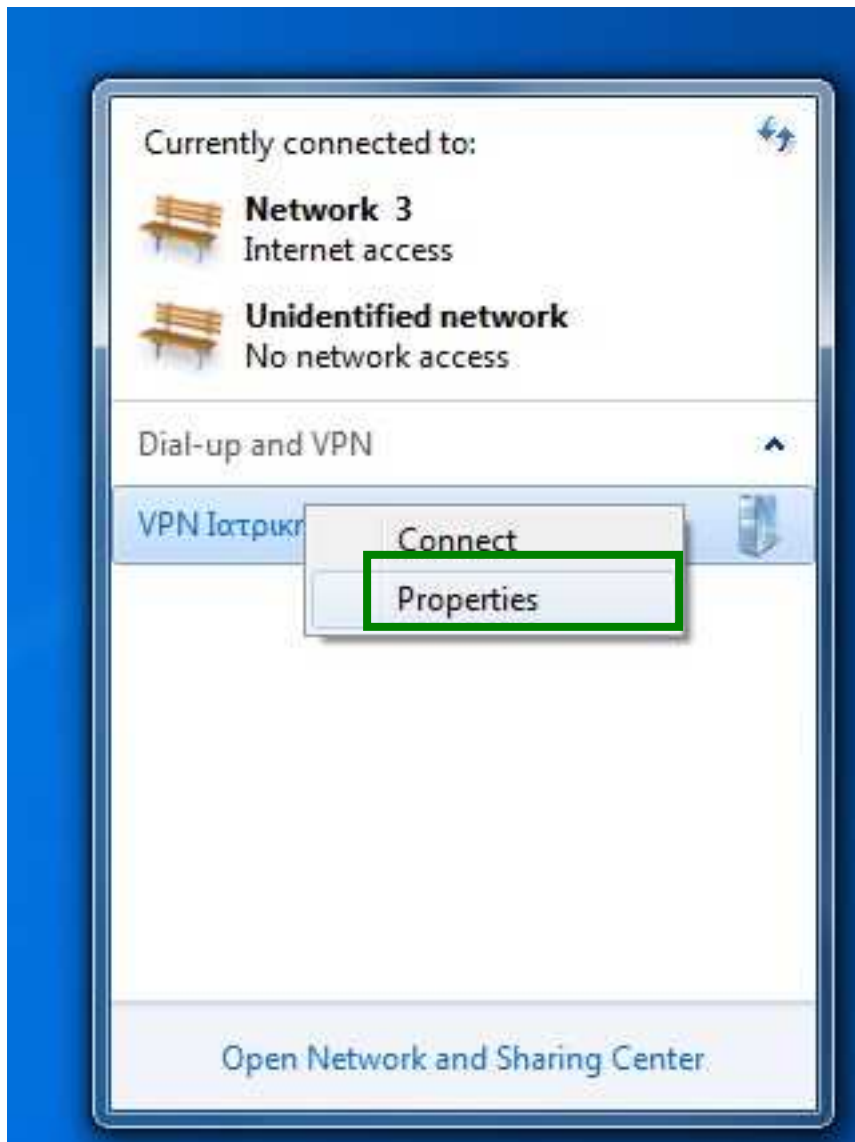 Currently connected to:
Network 3
Internet access
Unidentified network
No network access
Dial-up and VPN
VPN
Connect
Properties
Open Network and Sharing Center